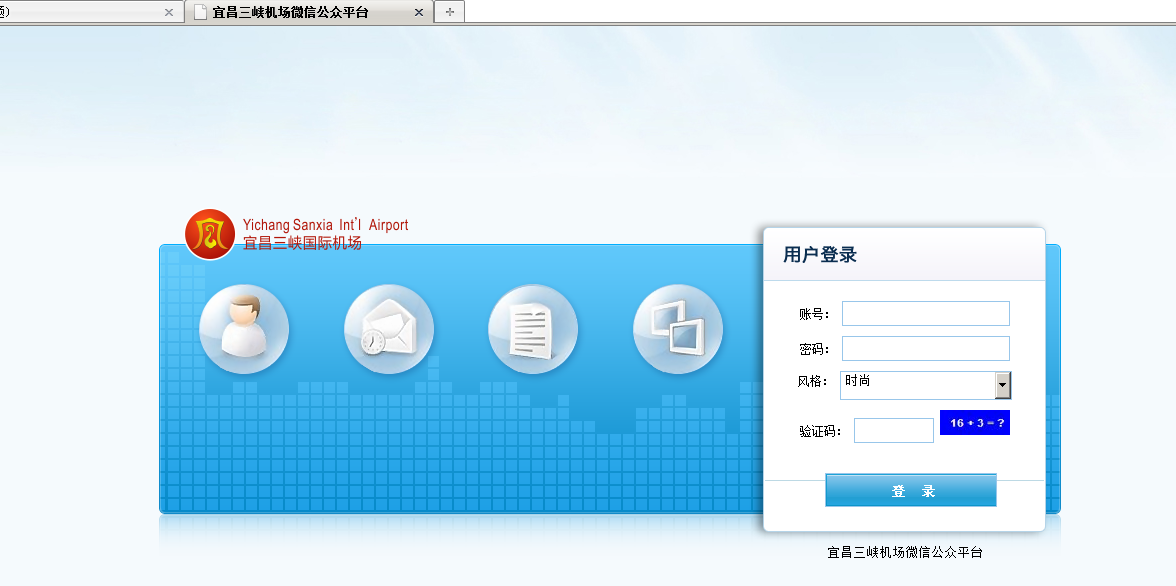 宜昌三峡机场微信公众平台
Yichang Sanxia Int'l Airport
宜昌三峡国际机场
用户登录
账号：
密码：
风格： 时尚
验证码： 16 + 3 = ?
登 录
宜昌三峡机场微信公众平台